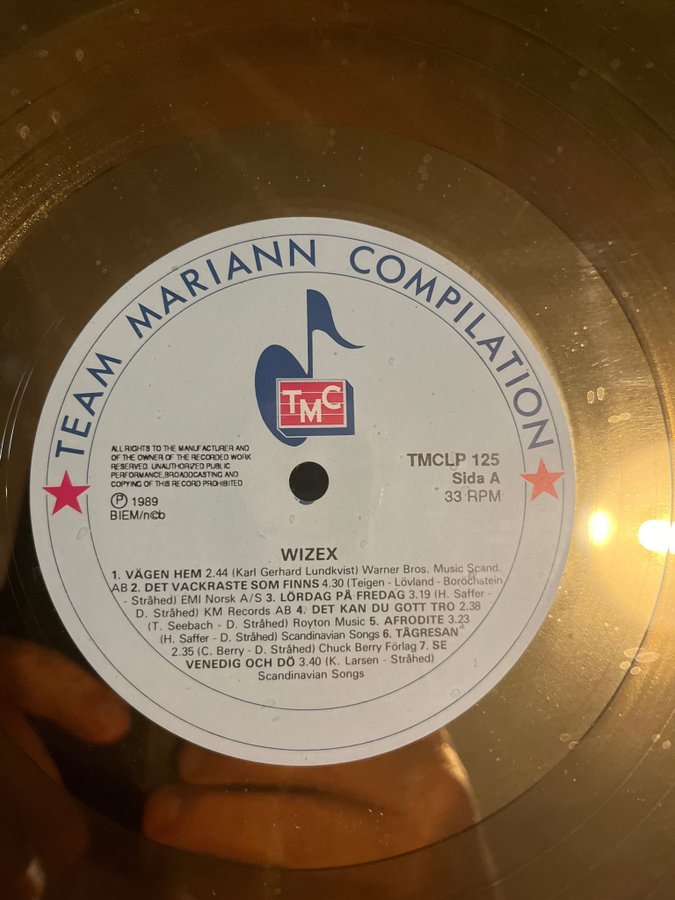 TEAM MARIANN COMPILATION
TMC
ALL RIGHTS TO THE MANUFACTURER AND
OF THE OWNER OF THE RECORDED WORK
RESERVED. UNAUTHORIZED PUBLIC
PERFORMANCE, BROADCASTING AND
COPYING OF THIS RECORD PROHIBITED
Ⓟ 1989
BIEM/n©b
TMCLP 125
Sida A
33 RPM
WIZEX
1. VÄGEN HEM 2.44 (Karl Gerhard Lundkvist) Warner Bros. Music Scand.
AB 2. DET VACKRASTE SOM FINNS 4.30 (Teigen - Lövland - Boröchstein
- Stråhed) EMI Norsk A/S 3. LÖRDAG PÅ FREDAG 3.19 (H. Saffer -
D. Stråhed) KM Records AB 4. DET KAN DU GOTT TRO 2.38
(T. Seebach - D. Stråhed) Royton Music 5. AFRODITE 3.23
(H. Saffer - D. Stråhed) Scandinavian Songs 6. TÅGRESAN
2.35 (C. Berry - D. Stråhed) Chuck Berry Förlag 7. SE
VENEDIG OCH DÖ 3.40 (K. Larsen - Stråhed)
Scandinavian Songs